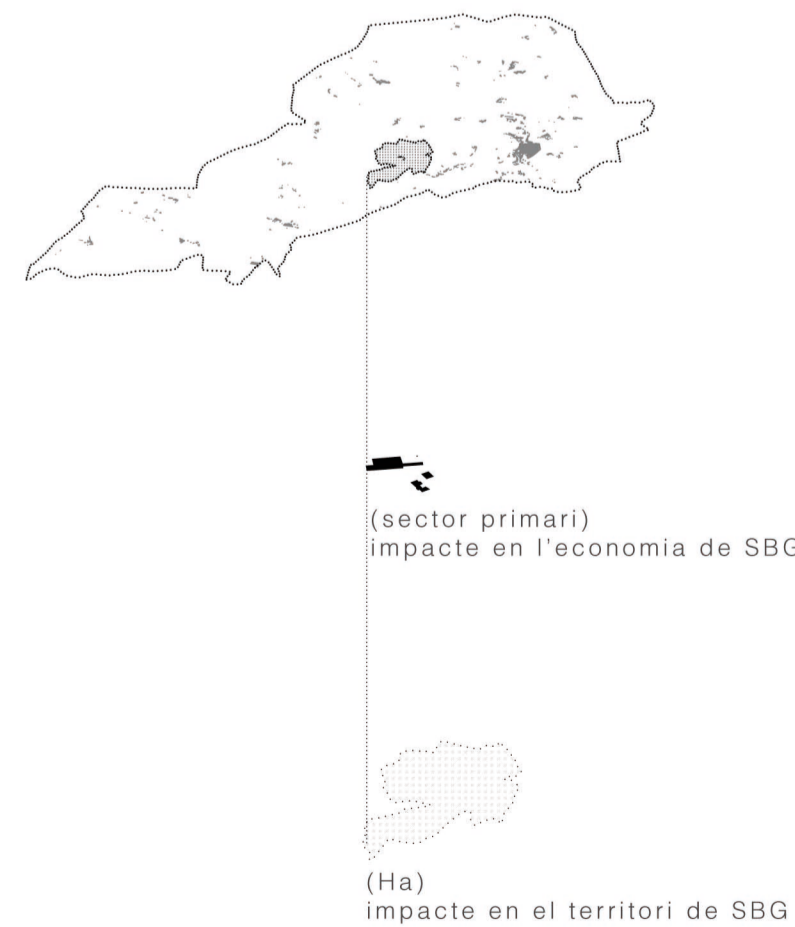 (sector primari)
impacte en l'economia de SBG
(Ha)
impacte en el territori de SBG